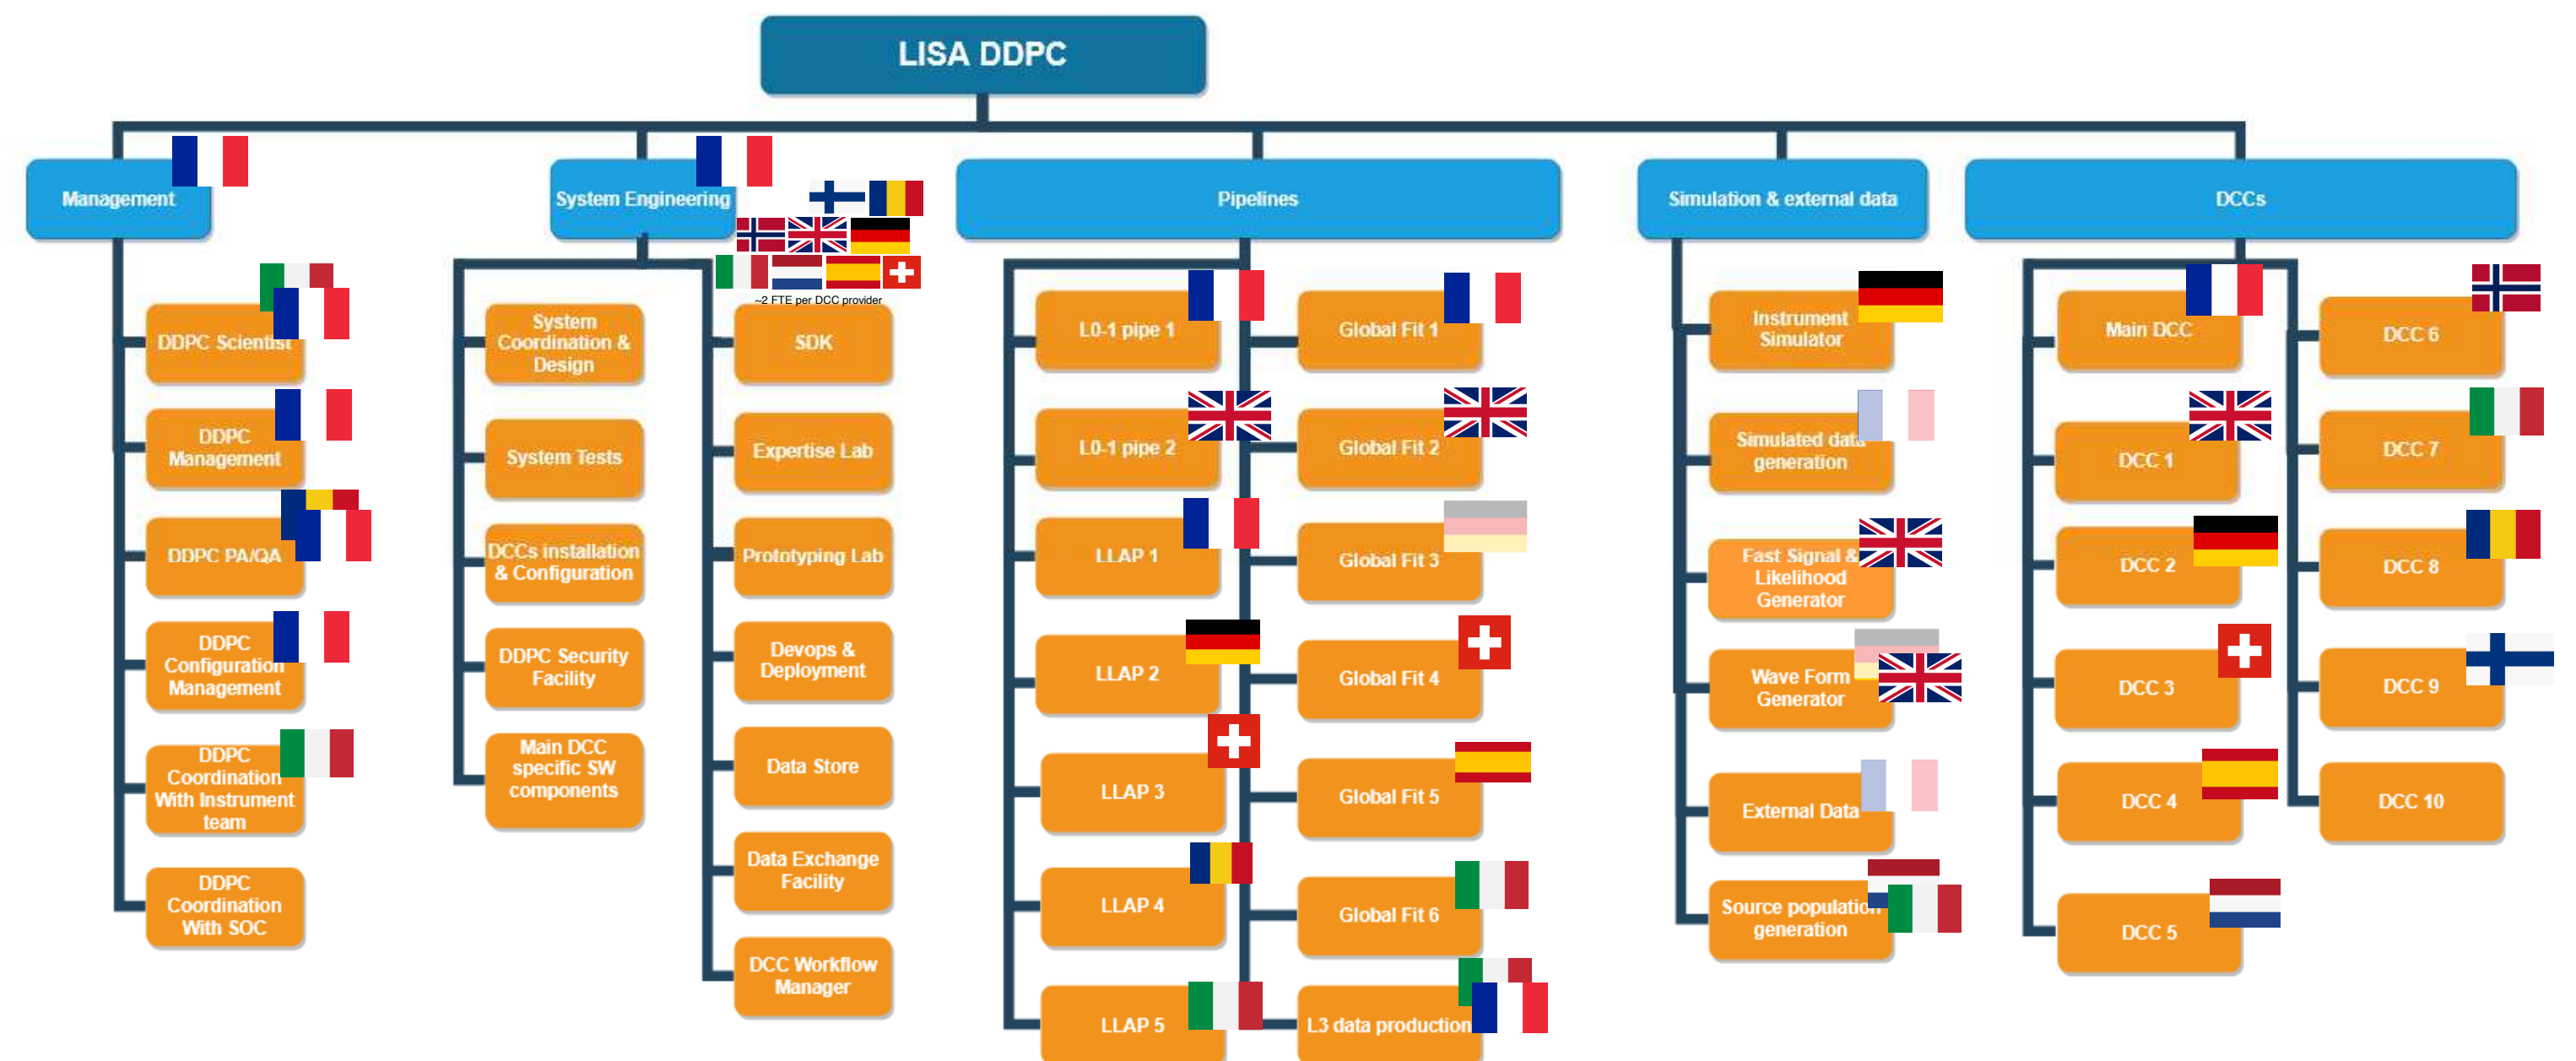 LISA DDPC
Management
System Engineering
Pipelines
Simulation & external data
DCCs
~2 FTE per DCC provider
DDPC Scientist
DDPC
Management
DDPC PA/QA
DDPC
Configuration
Management
DDPC
Coordination
With Instrument
team
DDPC
Coordination
With SOC
System
Coordination &
Design
System Tests
DCCs installation
& Configuration
DDPC Security
Facility
Main DCC
specific SW
components
SDK
Expertise Lab
Prototyping Lab
Devops &
Deployment
Data Store
Data Exchange
Facility
DCC Workflow
Manager
L0-1 pipe 1
L0-1 pipe 2
LLAP 1
LLAP 2
LLAP 3
LLAP 4
LLAP 5
Global Fit 1
Global Fit 2
Global Fit 3
Global Fit 4
Global Fit 5
Global Fit 6
L3 data production
Instrument
Simulator
Simulated data
generation
Fast Signal &
Likelihood
Generator
Wave Form
Generator
External Data
Source population
generation
Main DCC
DCC 1
DCC 2
DCC 3
DCC 4
DCC 5
DCC 6
DCC 7
DCC 8
DCC 9
DCC 10